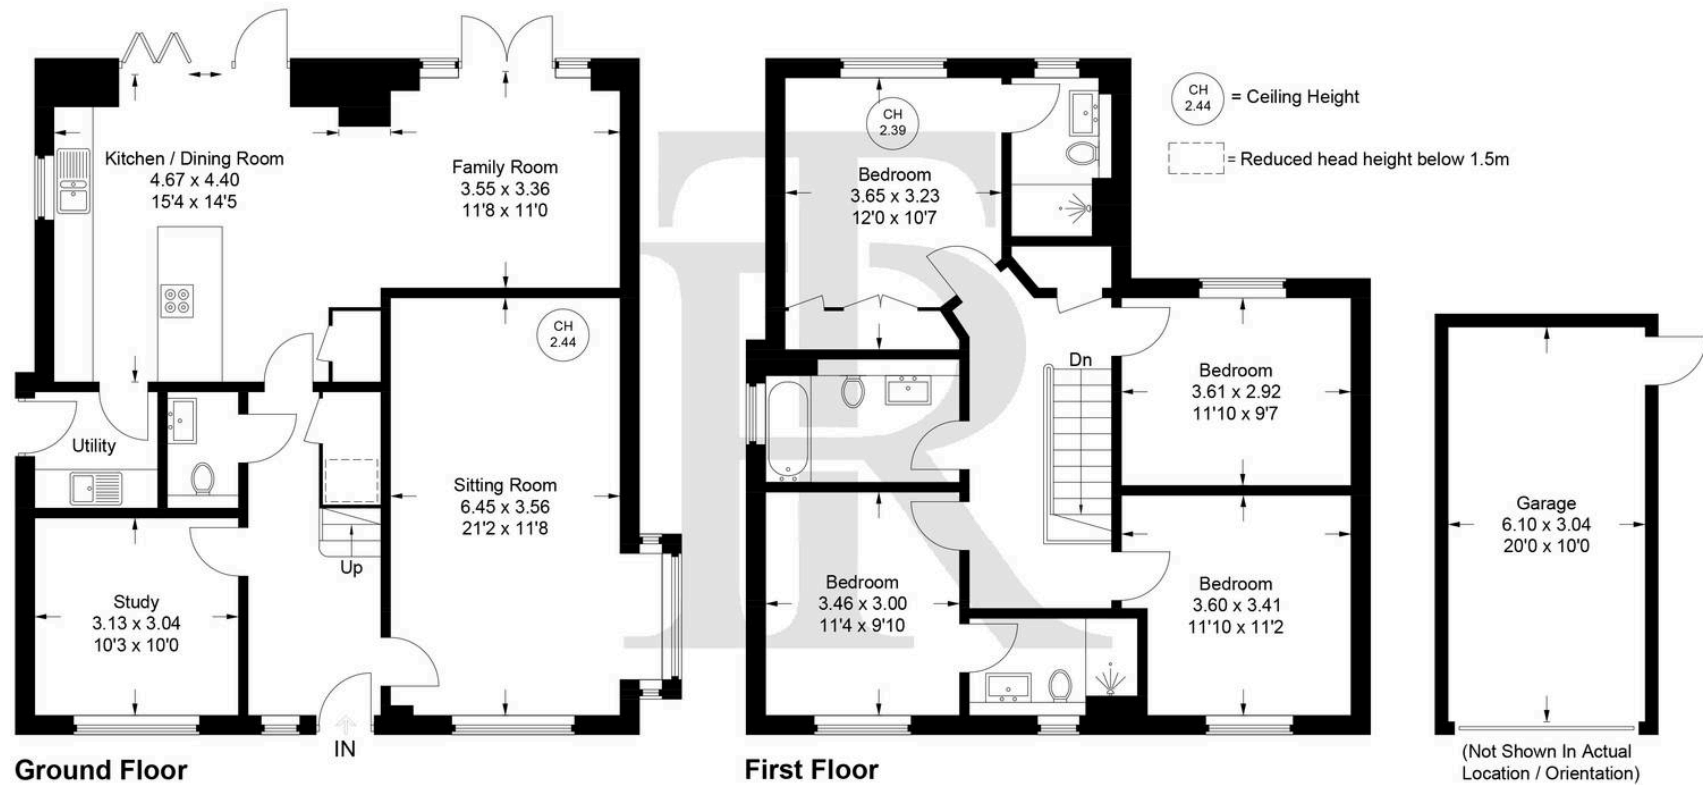 Kitchen / Dining Room
4.67 x 4.40
15'4 x 14'5
Family Room
3.55 x 3.36
11'8 x 11'0
CH
2.44
Utility
Sitting Room
6.45 x 3.56
21'2 x 11'8
Up
Study
3.13 x 3.04
10'3 x 10'0
IN
Ground Floor
CH
2.39
Bedroom
3.65 x 3.23
12'0 x 10'7
Dn
Bedroom
3.61 x 2.92
11'10 x 9'7
Bedroom
3.46 x 3.00
11'4 x 9'10
Bedroom
3.60 x 3.41
11'10 x 11'2
First Floor
CH
2.44
= Ceiling Height
= Reduced head height below 1.5m
Garage
6.10 x 3.04
20'0 x 10'0
(Not Shown In Actual
Location / Orientation)